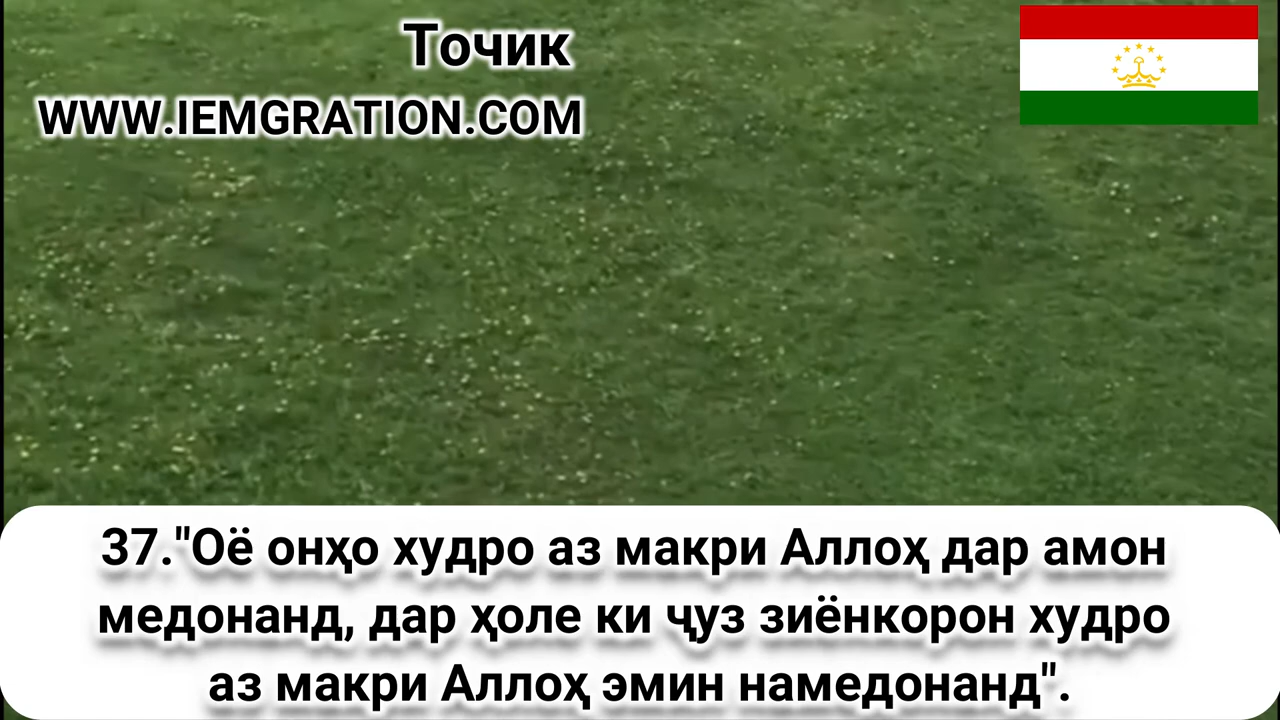 Точик
WWW.IEMGRATION.COM
37."Оё онҳо худро аз макри Аллоҳ дар амон
медонанд, дар ҳоле ки ҷуз зиёнкорон худро
аз макри Аллоҳ эмин намедонанд".